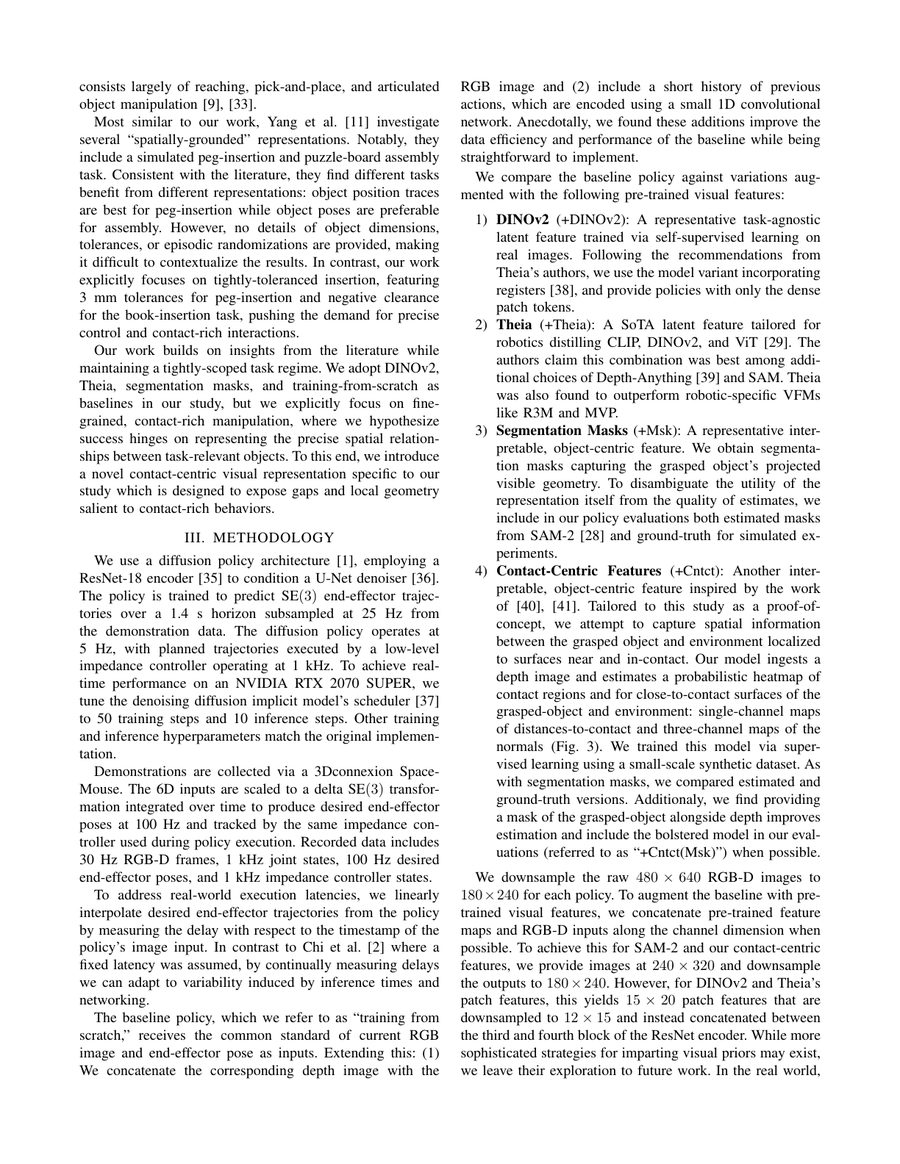 consists largely of reaching, pick-and-place, and articulated
object manipulation [9], [33].
Most similar to our work, Yang et al. [11] investigate
several “spatially-grounded” representations. Notably, they
include a simulated peg-insertion and puzzle-board assembly
task. Consistent with the literature, they find different tasks
benefit from different representations: object position traces
are best for peg-insertion while object poses are preferable
for assembly. However, no details of object dimensions,
tolerances, or episodic randomizations are provided, making
it difficult to contextualize the results. In contrast, our work
explicitly focuses on tightly-toleranced insertion, featuring
3 mm tolerances for peg-insertion and negative clearance
for the book-insertion task, pushing the demand for precise
control and contact-rich interactions.
Our work builds on insights from the literature while
maintaining a tightly-scoped task regime. We adopt DINOv2,
Theia, segmentation masks, and training-from-scratch as
baselines in our study, but we explicitly focus on fine-
grained, contact-rich manipulation, where we hypothesize
success hinges on representing the precise spatial relation-
ships between task-relevant objects. To this end, we introduce
a novel contact-centric visual representation specific to our
study which is designed to expose gaps and local geometry
salient to contact-rich behaviors.
III. METHODOLOGY
We use a diffusion policy architecture [1], employing a
ResNet-18 encoder [35] to condition a U-Net denoiser [36].
The policy is trained to predict SE(3) end-effector trajec-
tories over a 1.4 s horizon subsampled at 25 Hz from
the demonstration data. The diffusion policy operates at
5 Hz, with planned trajectories executed by a low-level
impedance controller operating at 1 kHz. To achieve real-
time performance on an NVIDIA RTX 2070 SUPER, we
tune the denoising diffusion implicit model’s scheduler [37]
to 50 training steps and 10 inference steps. Other training
and inference hyperparameters match the original implemen-
tation.
Demonstrations are collected via a 3Dconnexion Space-
Mouse. The 6D inputs are scaled to a delta SE(3) transfor-
mation integrated over time to produce desired end-effector
poses at 100 Hz and tracked by the same impedance con-
troller used during policy execution. Recorded data includes
30 Hz RGB-D frames, 1 kHz joint states, 100 Hz desired
end-effector poses, and 1 kHz impedance controller states.
To address real-world execution latencies, we linearly
interpolate desired end-effector trajectories from the policy
by measuring the delay with respect to the timestamp of the
policy’s image input. In contrast to Chi et al. [2] where a
fixed latency was assumed, by continually measuring delays
we can adapt to variability induced by inference times and
networking.
The baseline policy, which we refer to as “training from
scratch,” receives the common standard of current RGB
image and end-effector pose as inputs. Extending this: (1)
We concatenate the corresponding depth image with the
RGB image and (2) include a short history of previous
actions, which are encoded using a small 1D convolutional
network. Anecdotally, we found these additions improve the
data efficiency and performance of the baseline while being
straightforward to implement.
We compare the baseline policy against variations aug-
mented with the following pre-trained visual features:
1) DINOv2 (+DINOv2): A representative task-agnostic
latent feature trained via self-supervised learning on
real images. Following the recommendations from
Theia’s authors, we use the model variant incorporating
registers [38], and provide policies with only the dense
patch tokens.
2) Theia (+Theia): A SoTA latent feature tailored for
robotics distilling CLIP, DINOv2, and ViT [29]. The
authors claim this combination was best among addi-
tional choices of Depth-Anything [39] and SAM. Theia
was also found to outperform robotic-specific VFMs
like R3M and MVP.
3) Segmentation Masks (+Msk): A representative inter-
pretable, object-centric feature. We obtain segmenta-
tion masks capturing the grasped object’s projected
visible geometry. To disambiguate the utility of the
representation itself from the quality of estimates, we
include in our policy evaluations both estimated masks
from SAM-2 [28] and ground-truth for simulated ex-
periments.
4) Contact-Centric Features (+Cntct): Another inter-
pretable, object-centric feature inspired by the work
of [40], [41]. Tailored to this study as a proof-of-
concept, we attempt to capture spatial information
between the grasped object and environment localized
to surfaces near and in-contact. Our model ingests a
depth image and estimates a probabilistic heatmap of
contact regions and for close-to-contact surfaces of the
grasped-object and environment: single-channel maps
of distances-to-contact and three-channel maps of the
normals (Fig. 3). We trained this model via super-
vised learning using a small-scale synthetic dataset. As
with segmentation masks, we compared estimated and
ground-truth versions. Additionaly, we find providing
a mask of the grasped-object alongside depth improves
estimation and include the bolstered model in our eval-
uations (referred to as “+Cntct(Msk)”) when possible.
We downsample the raw 480 × 640 RGB-D images to
180 × 240 for each policy. To augment the baseline with pre-
trained visual features, we concatenate pre-trained feature
maps and RGB-D inputs along the channel dimension when
possible. To achieve this for SAM-2 and our contact-centric
features, we provide images at 240 × 320 and downsample
the outputs to 180 × 240. However, for DINOv2 and Theia’s
patch features, this yields 15 × 20 patch features that are
downsampled to 12 × 15 and instead concatenated between
the third and fourth block of the ResNet encoder. While more
sophisticated strategies for imparting visual priors may exist,
we leave their exploration to future work. In the real world,